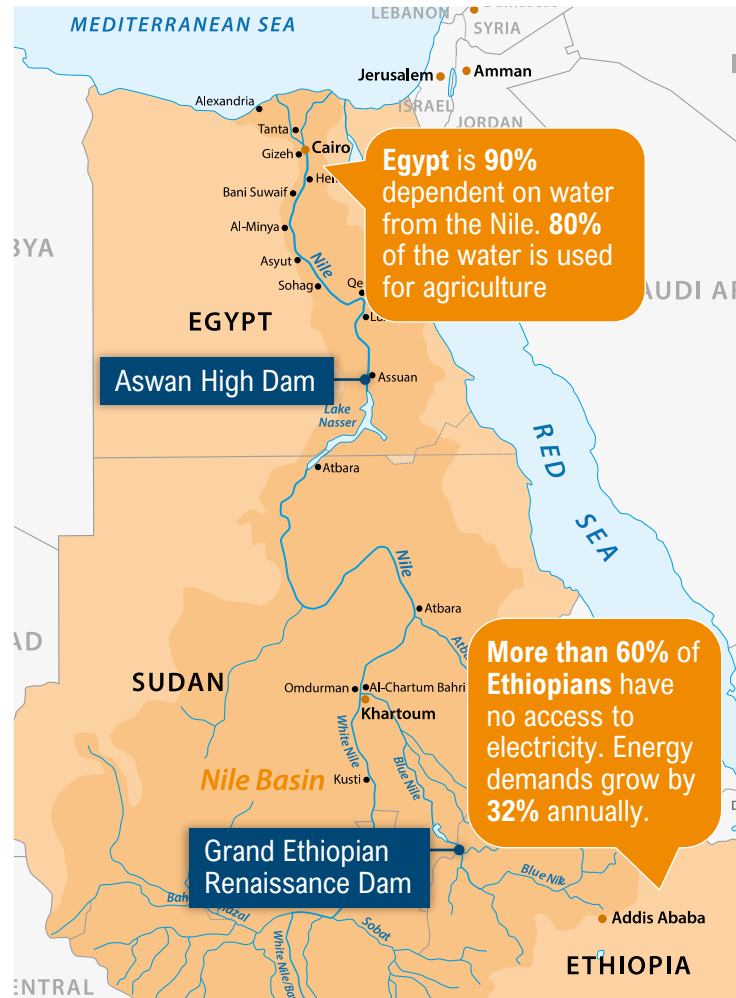 MEDITERRANEAN SEA
LEBANON
SYRIA
Jerusalem
Amman
ISRAEL
JORDAN
Alexandria
Tanta
Cairo
Gizeh
Bani Suwaif
Al-Minya
Asyut
Sohag
Nile
Egypt is 90%
dependent on water
from the Nile. 80%
of the water is used
for agriculture
EGYPT
Aswan High Dam
Assuan
Lake
Nasser
Atbara
RED SEA
Nile
Atbara
SUDAN
Omdurman
Al-Chartum Bahri
Khartoum
White Nile
Blue Nile
Nile Basin
Kusti
More than 60% of
Ethiopians have
no access to
electricity. Energy
demands grow by
32% annually.
Grand Ethiopian
Renaissance Dam
Blue Nile
Sobat
Addis Ababa
ETHIOPIA